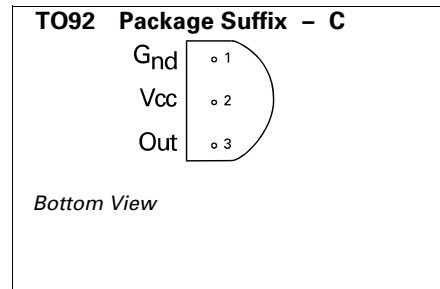 TO92 Package Suffix – C
Gnd 1
Vcc 2
Out 3
Bottom View